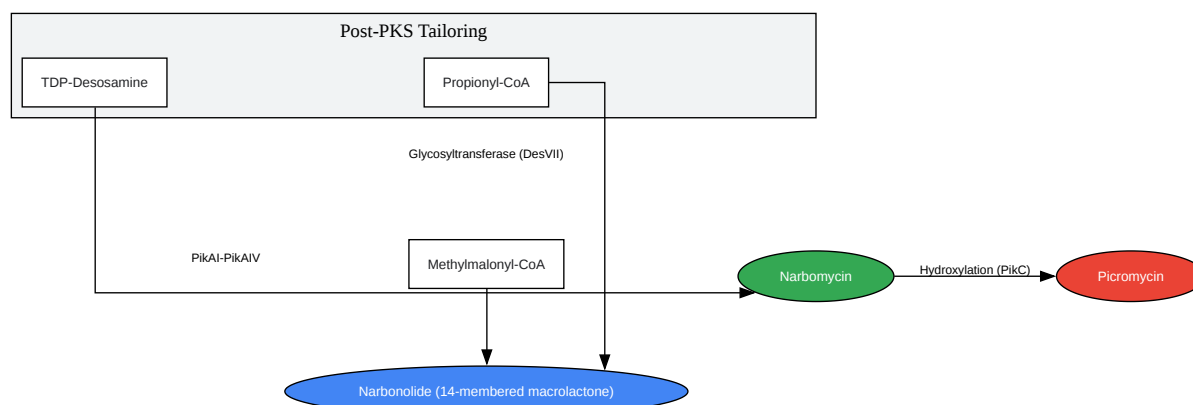 Post-PKS Tailoring
TDP-Desosamine
Propionyl-CoA
Glycosyltransferase (DesVII)
PikAI-PikAIV
Methylmalonyl-CoA
Narbomycin
Hydroxylation (PikC)
Picromycin
Narbonolide (14-membered macrolactone)